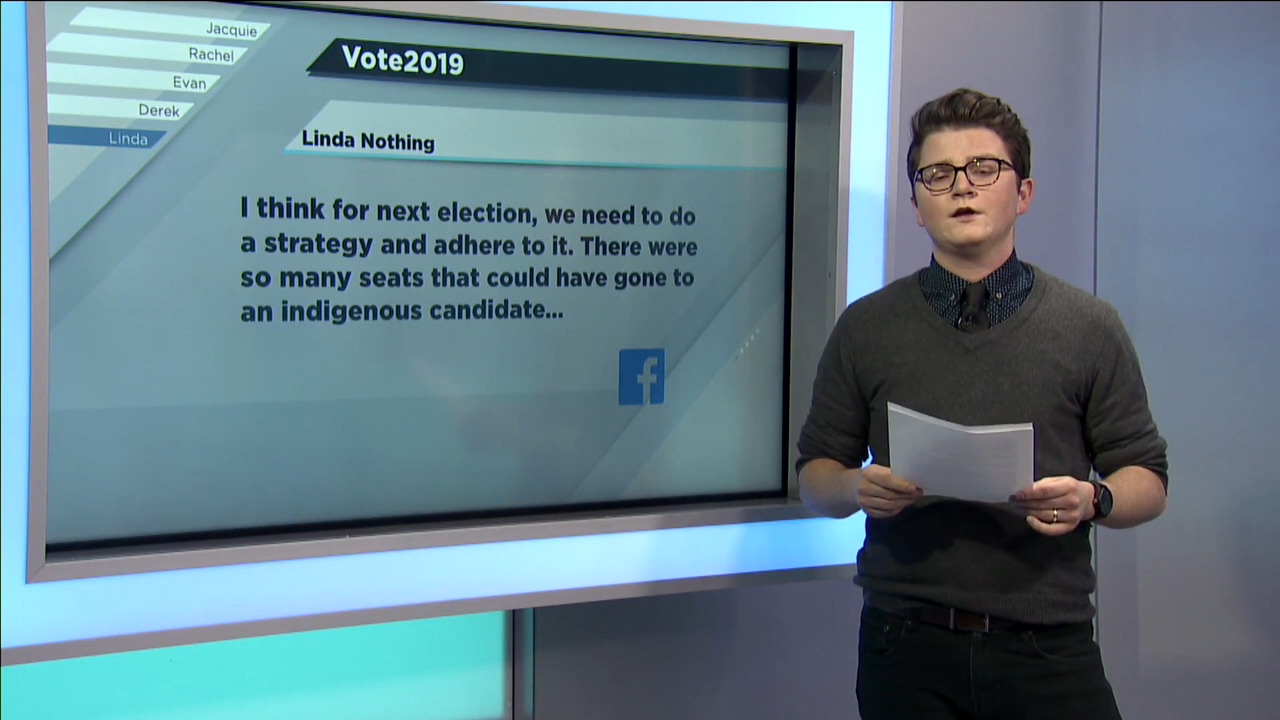 Jacquie
Rachel
Evan
Derek
Linda
Vote2019
Linda Nothing
I think for next election, we need to do
a strategy and adhere to it. There were
so many seats that could have gone to
an indigenous candidate...
f